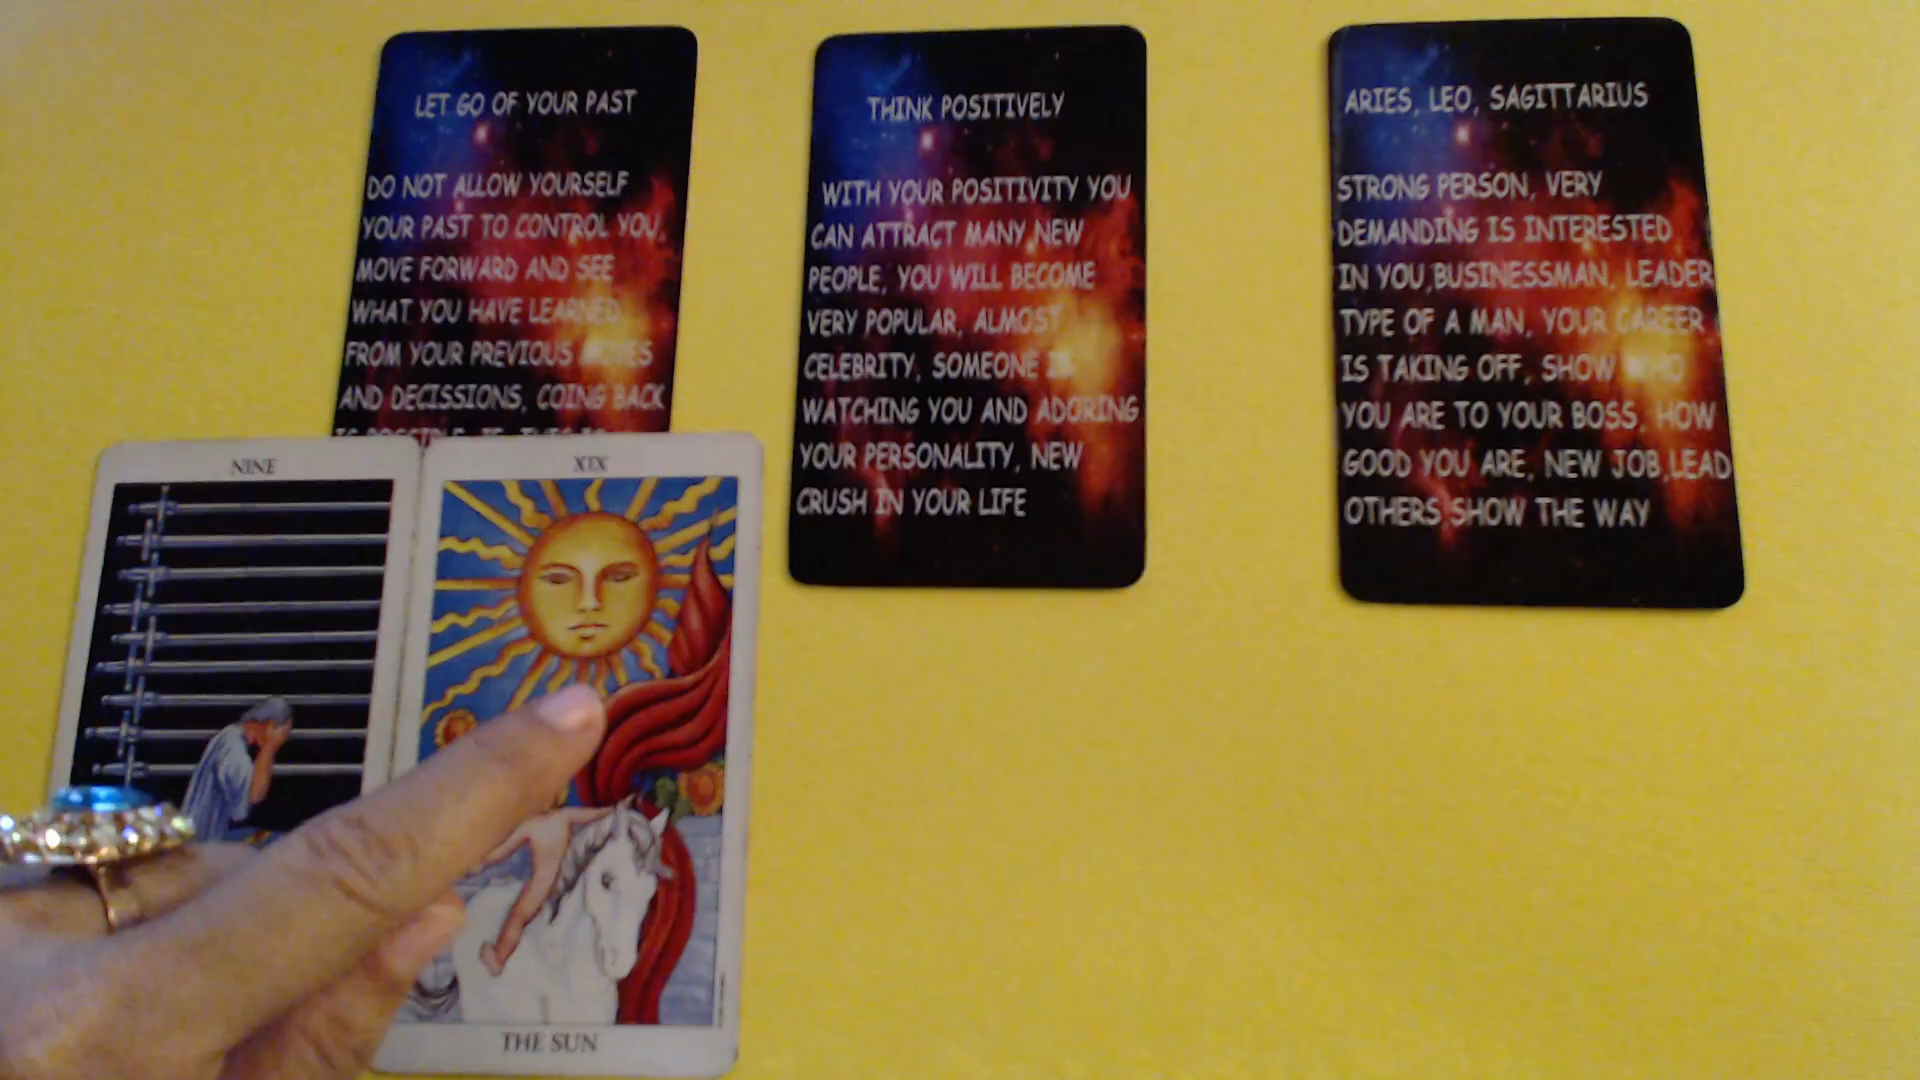 LET GO OF YOUR PAST
DO NOT ALLOW YOURSELF
YOUR PAST TO CONTROL YOU,
MOVE FORWARD AND SEE
WHAT YOU HAVE LEARNED
FROM YOUR PREVIOUS MOVES
AND DECISSIONS, COING BACK
THINK POSITIVELY
WITH YOUR POSITIVITY YOU
CAN ATTRACT MANY NEW
PEOPLE, YOU WILL BECOME
VERY POPULAR, ALMOST
CELEBRITY, SOMEONE IS
WATCHING YOU AND ADORING
YOUR PERSONALITY, NEW
CRUSH IN YOUR LIFE
ARIES, LEO, SAGITTARIUS
STRONG PERSON, VERY
DEMANDING IS INTERESTED
IN YOU,BUSINESSMAN, LEADER
TYPE OF A MAN, YOUR CAREER
IS TAKING OFF, SHOW WHO
YOU ARE TO YOUR BOSS, HOW
GOOD YOU ARE, NEW JOB,LEAD
OTHERS SHOW THE WAY
NINE
XIX
THE SUN